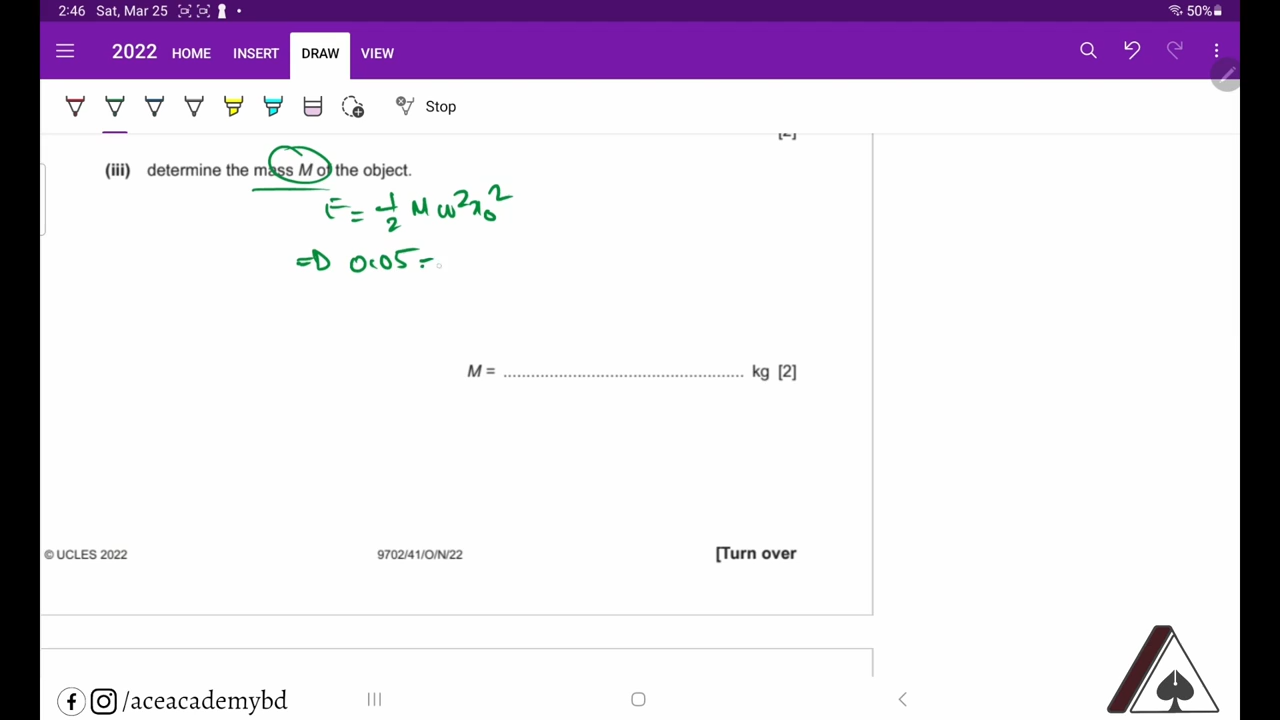 2:46 Sat, Mar 25
50%
2022 HOME INSERT DRAW VIEW
Stop
[2]
(iii) determine the mass M of the object.
E = 1/2 M ω²x₀²
=D 0.05 =
M = ................................................... kg [2]
© UCLES 2022 9702/41/O/N/22 [Turn over
/aceacademybd